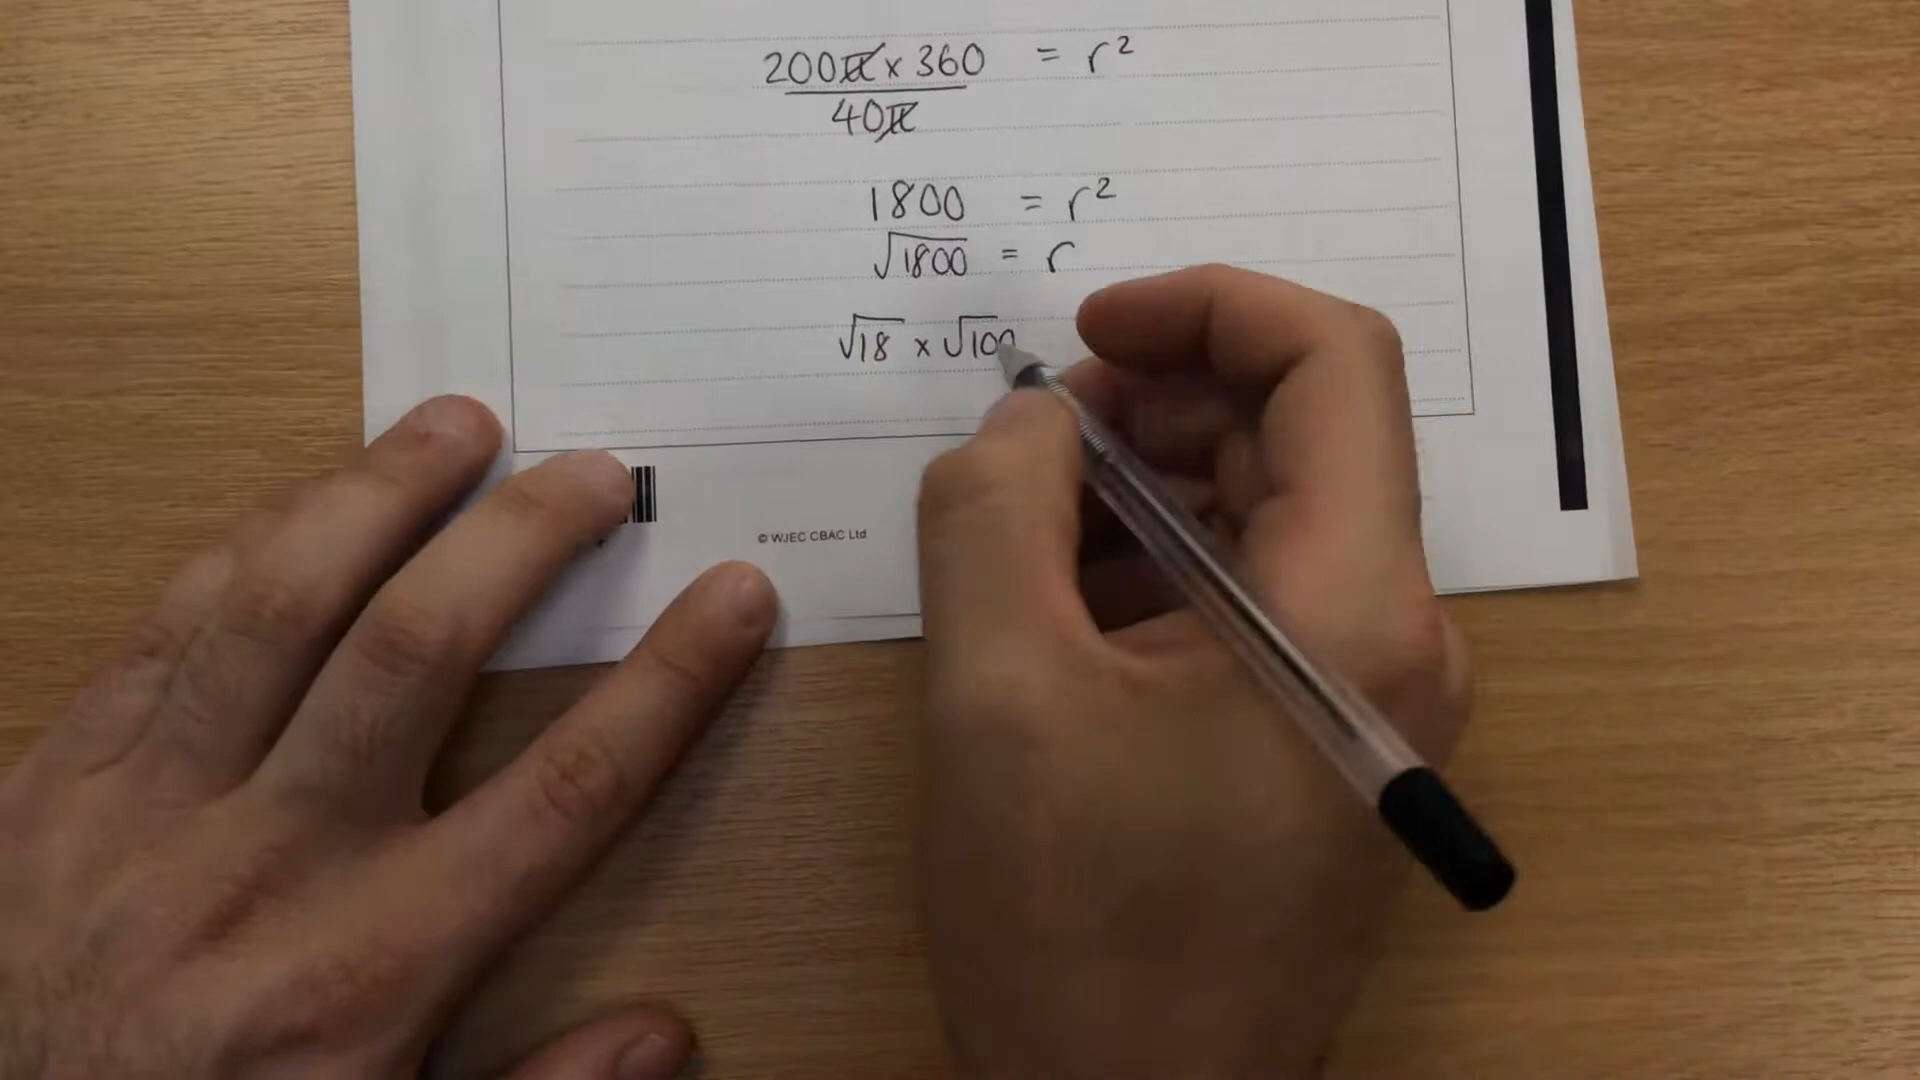 200π x 360 = r²
40π
1800 = r²
√1800 = r
√18 x √100
© WJEC CBAC Ltd